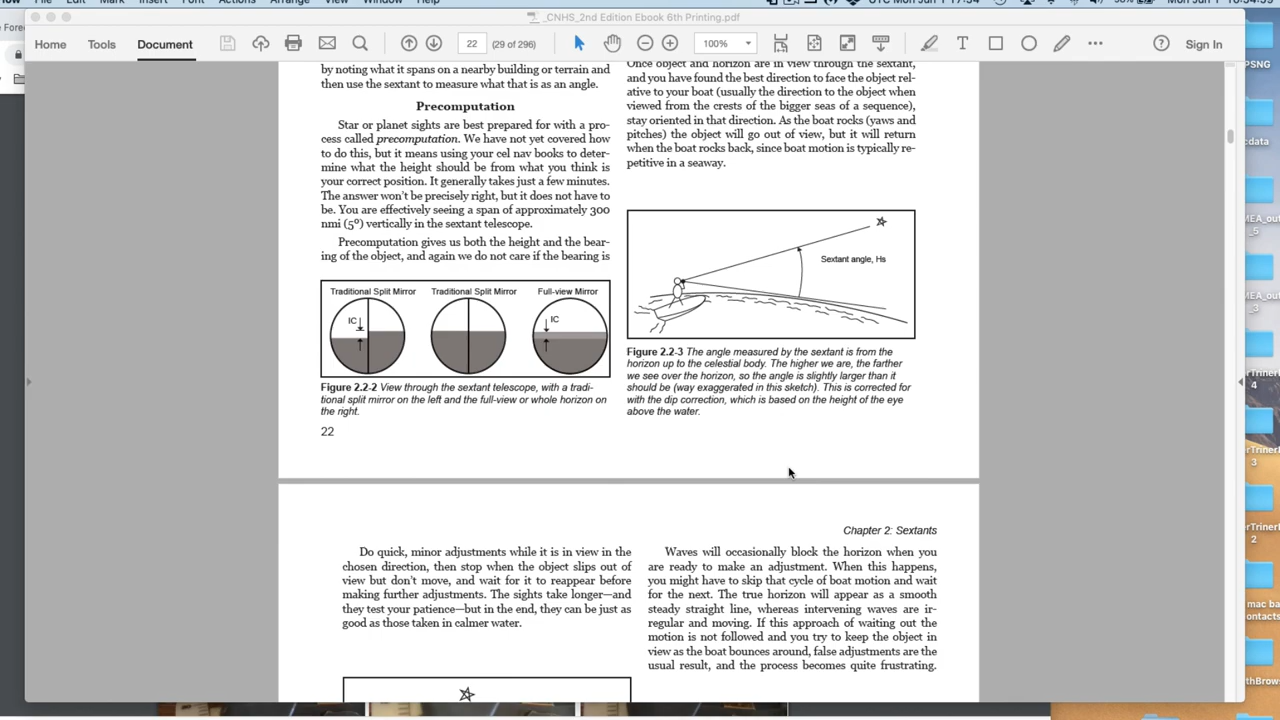 _CNHS_2nd Edition Ebook 6th Printing.pdf
Home
Tools
Document
22
(29 of 296)
100%
Sign In
by noting what it spans on a nearby building or terrain and
then use the sextant to measure what that is as an angle.
Precomputation
Star or planet sights are best prepared for with a pro-
cess called precomputation. We have not yet covered how
to do this, but it means using your cel nav books to deter-
mine what the height should be from what you think is
your correct position. It generally takes just a few minutes.
The answer won't be precisely right, but it does not have to
be. You are effectively seeing a span of approximately 300
nmi (5º) vertically in the sextant telescope.
Precomputation gives us both the height and the bear-
ing of the object, and again we do not care if the bearing is
Traditional Split Mirror
Traditional Split Mirror
Full-view Mirror
IC
IC
Figure 2.2-2 View through the sextant telescope, with a tradi-
tional split mirror on the left and the full-view or whole horizon on
the right.
22
Once object and horizon are in view through the sextant,
and you have found the best direction to face the object rel-
ative to your boat (usually the direction to the object when
viewed from the crests of the bigger seas of a sequence),
stay oriented in that direction. As the boat rocks (yaws and
pitches) the object will go out of view, but it will return
when the boat rocks back, since boat motion is typically re-
petitive in a seaway.
Sextant angle, Hs
Figure 2.2-3 The angle measured by the sextant is from the
horizon up to the celestial body. The higher we are, the farther
we see over the horizon, so the angle is slightly larger than it
should be (way exaggerated in this sketch). This is corrected for
with the dip correction, which is based on the height of the eye
above the water.
Chapter 2: Sextants
Do quick, minor adjustments while it is in view in the
chosen direction, then stop when the object slips out of
view but don't move, and wait for it to reappear before
making further adjustments. The sights take longer—and
they test your patience—but in the end, they can be just as
good as those taken in calmer water.
Waves will occasionally block the horizon when you
are ready to make an adjustment. When this happens,
you might have to skip that cycle of boat motion and wait
for the next. The true horizon will appear as a smooth
steady straight line, whereas intervening waves are ir-
regular and moving. If this approach of waiting out the
motion is not followed and you try to keep the object in
view as the boat bounces around, false adjustments are the
usual result, and the process becomes quite frustrating.